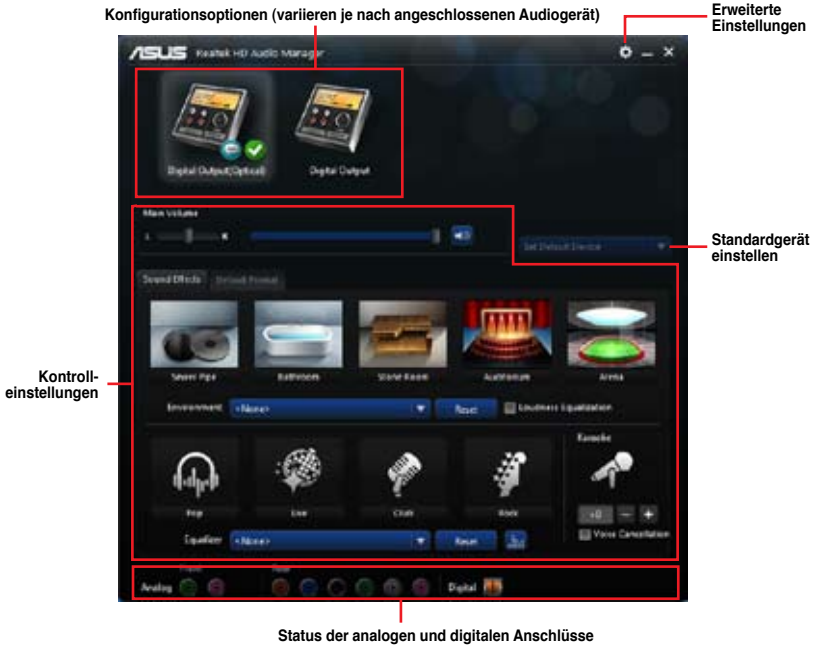 Konfigurationsoptionen (variieren je nach angeschlossenen Audiogerät)
Erweiterte
Einstellungen
ASUS Realtek HD Audio Manager
Digital Output(Optical)
Digital Output
Main Volume
L
R
Set Default Device
Standardgerät
einstellen
Sound Effects
Default Format
Sewer Pipe
Bathroom
Stone Room
Auditorium
Arena
Kontroll-
einstellungen
Environment
<None>
Reset
Loudness Equalization
Karaoke
Pop
Live
Club
Rock
+0
Equalizer
<None>
Reset
Voice Cancellation
Front
Rear
Analog
Digital
Status der analogen und digitalen Anschlüsse